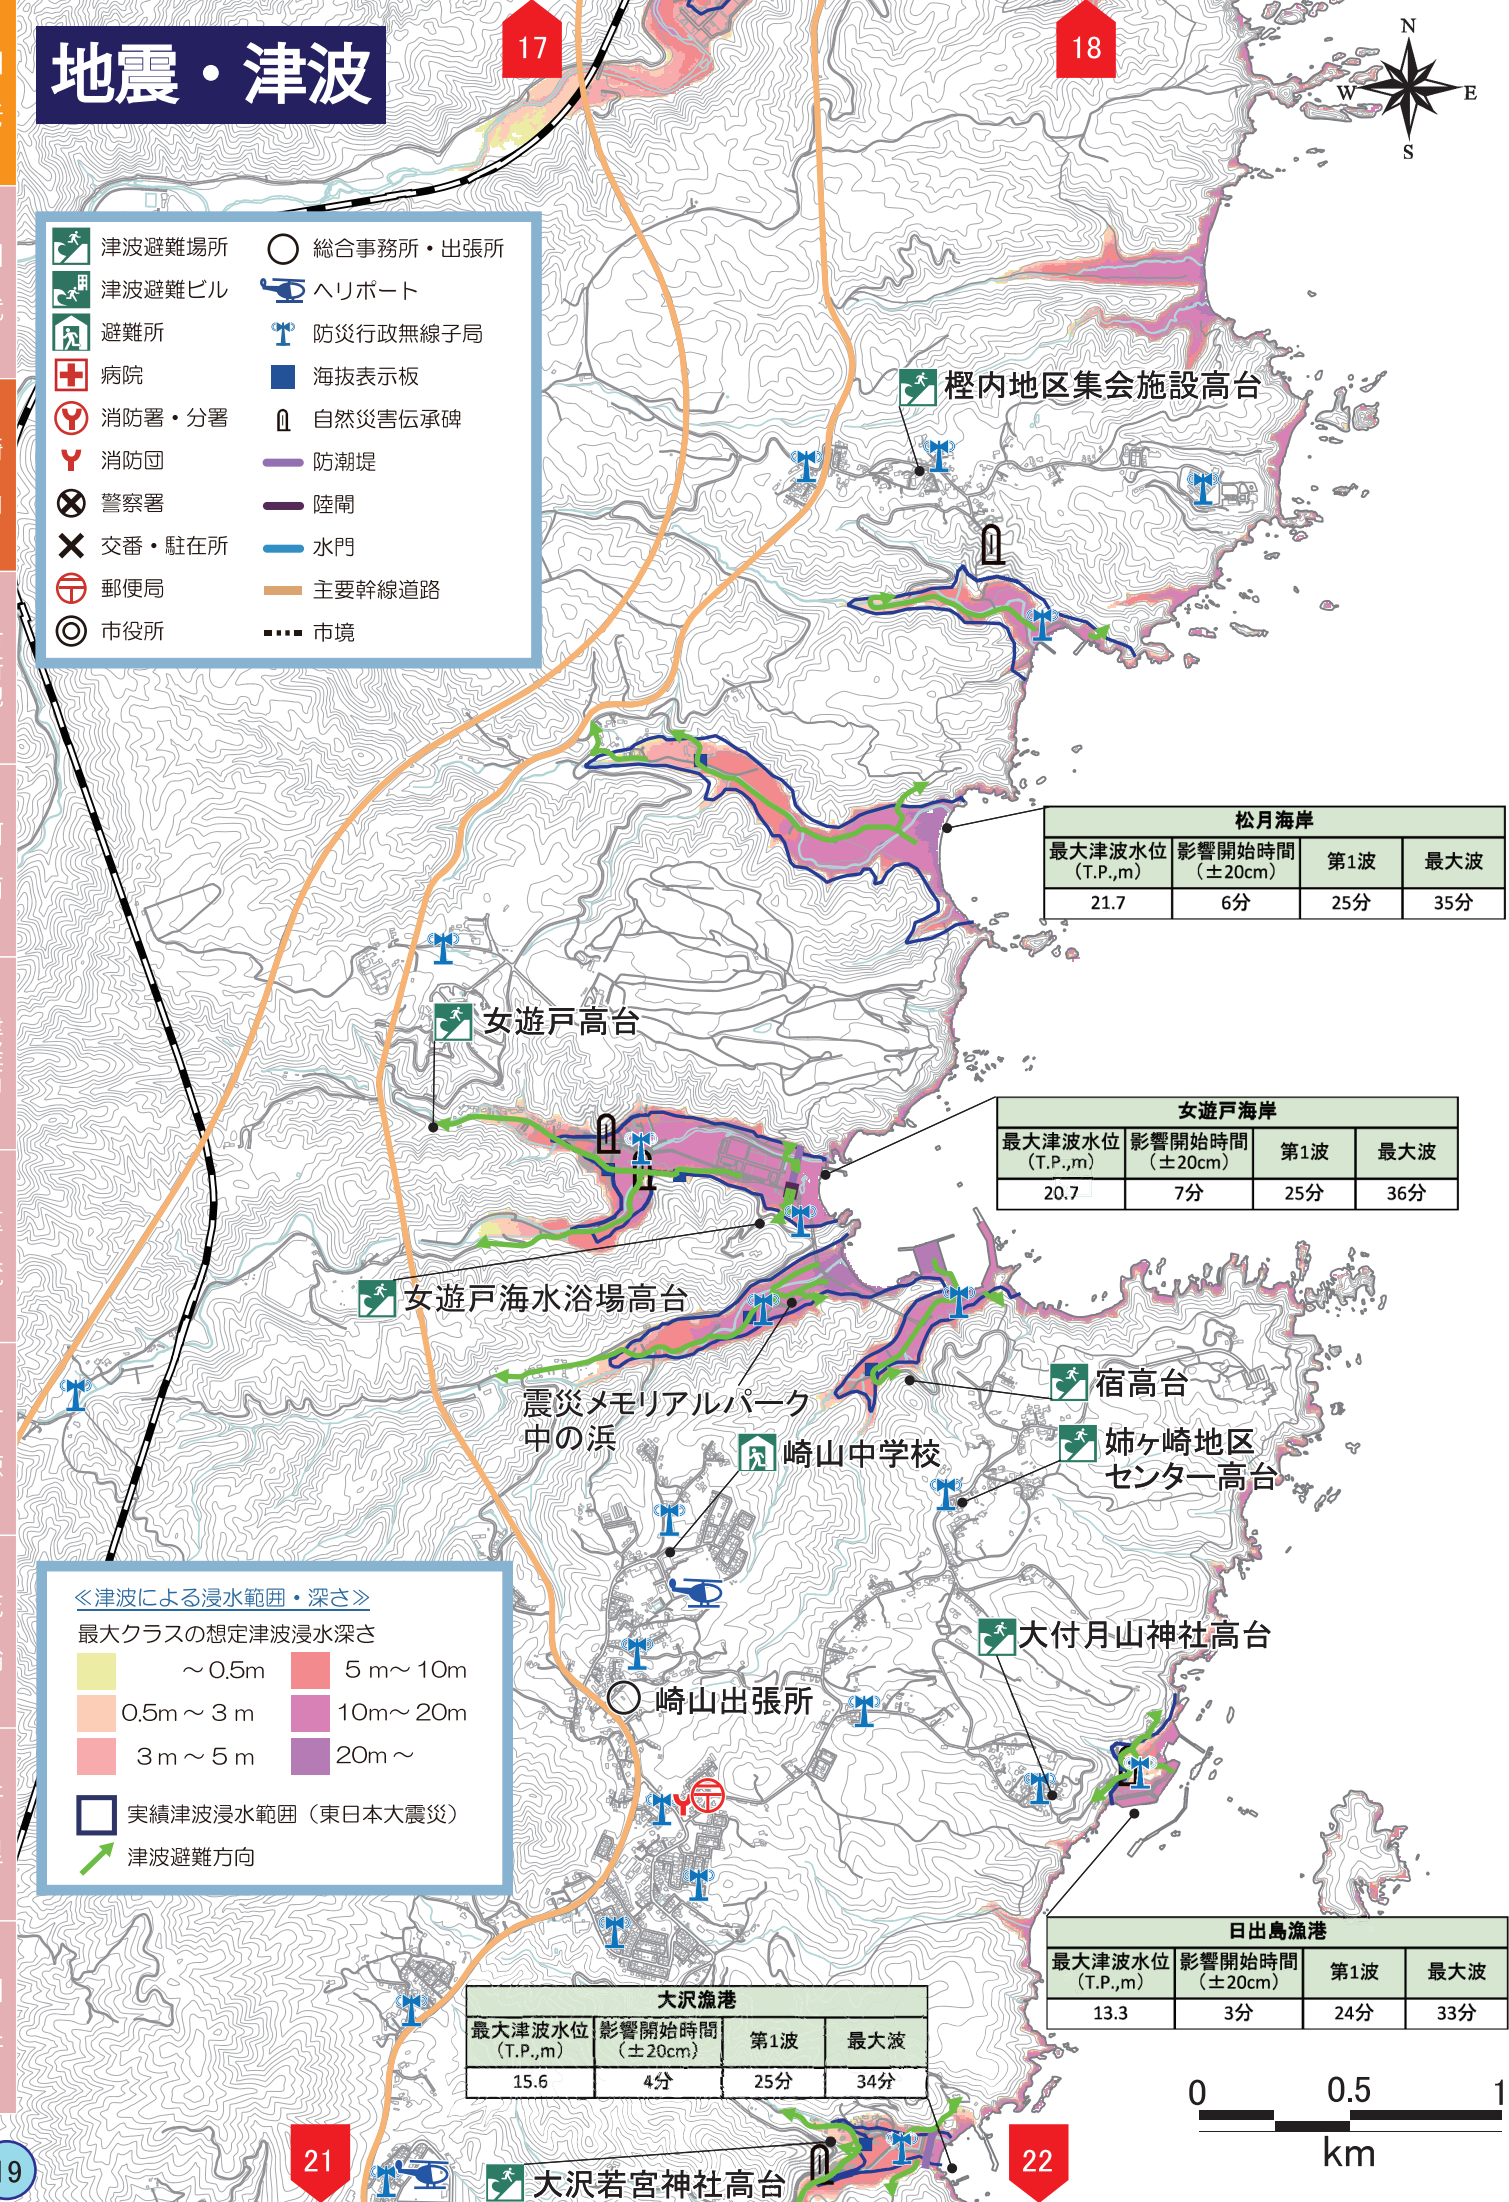 地震・津波
17
18
N
W
E
S
津波避難場所
総合事務所・出張所
津波避難ビル
ヘリポート
避難所
防災行政無線子局
病院
海抜表示板
消防署・分署
自然災害伝承碑
消防団
防潮堤
警察署
陸閘
交番・駐在所
水門
郵便局
主要幹線道路
市役所
市境
樫内地区集会施設高台
松月海岸
最大津波水位 (T.P.,m)
影響開始時間 (±20cm)
第1波
最大波
21.7
6分
25分
35分
女遊戸高台
女遊戸海岸
最大津波水位 (T.P.,m)
影響開始時間 (±20cm)
第1波
最大波
20.7
7分
25分
36分
女遊戸海水浴場高台
震災メモリアルパーク
中の浜
宿高台
崎山中学校
姉ヶ崎地区
センター高台
≪津波による浸水範囲・深さ≫
最大クラスの想定津波浸水深さ
～0.5m
5m～10m
0.5m～3m
10m～20m
3m～5m
20m～
実績津波浸水範囲（東日本大震災）
津波避難方向
大付月山神社高台
崎山出張所
日出島漁港
最大津波水位 (T.P.,m)
影響開始時間 (±20cm)
第1波
最大波
13.3
3分
24分
33分
大沢漁港
最大津波水位 (T.P.,m)
影響開始時間 (±20cm)
第1波
最大波
15.6
4分
25分
34分
0
0.5
1
km
21
22
大沢若宮神社高台
19